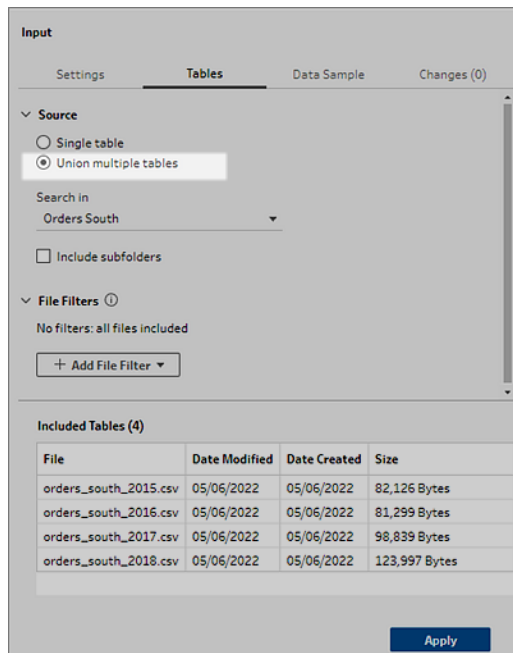 Input
Settings Tables Data Sample Changes (0)
Source
Single table
Union multiple tables
Search in
Orders South
Include subfolders
File Filters
No filters: all files included
+ Add File Filter
Included Tables (4)
File Date Modified Date Created Size
orders_south_2015.csv 05/06/2022 05/06/2022 82,126 Bytes
orders_south_2016.csv 05/06/2022 05/06/2022 81,299 Bytes
orders_south_2017.csv 05/06/2022 05/06/2022 98,839 Bytes
orders_south_2018.csv 05/06/2022 05/06/2022 123,997 Bytes
Apply